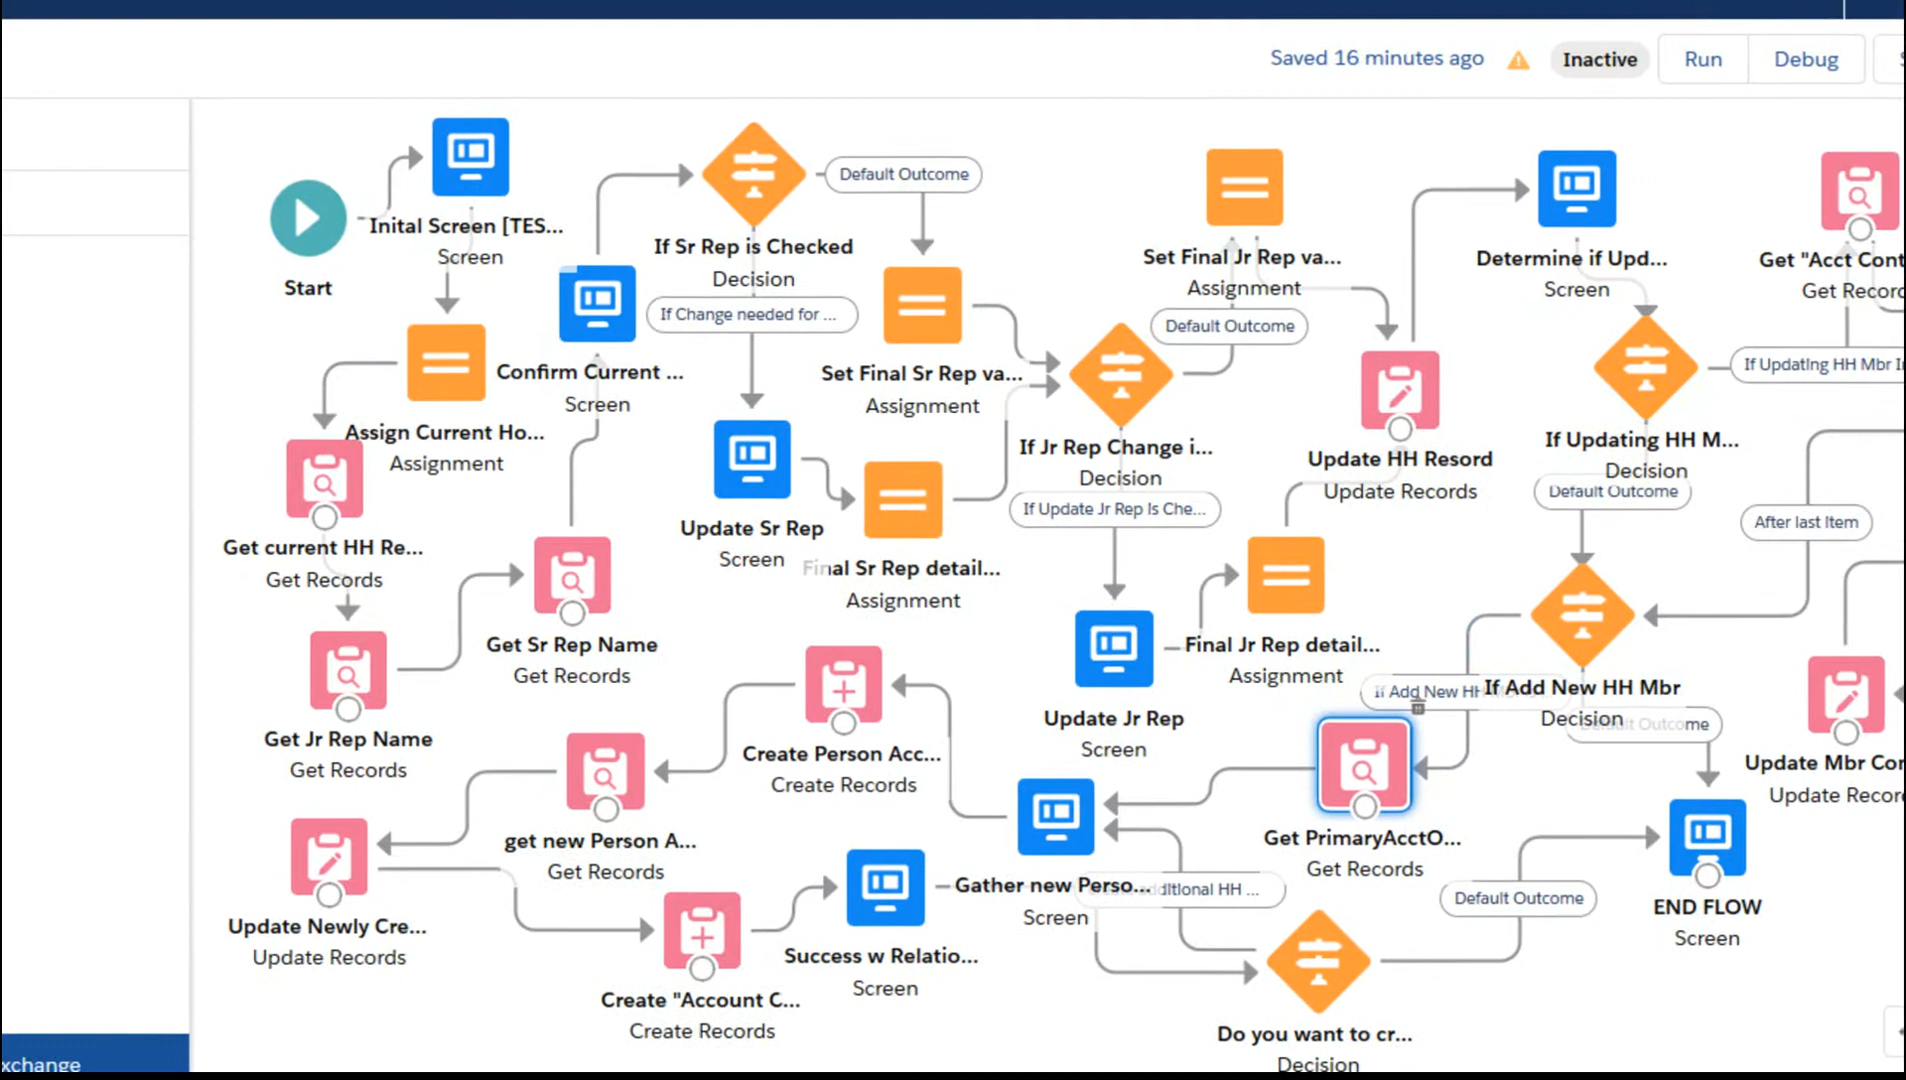 Saved 16 minutes ago
Inactive
Run
Debug
Start
Inital Screen [TES...
Screen
Assign Current Ho...
Assignment
Get current HH Re...
Get Records
Get Jr Rep Name
Get Records
Get Sr Rep Name
Get Records
Confirm Current ...
Screen
If Sr Rep is Checked
Decision
Default Outcome
If Change needed for ...
Set Final Sr Rep va...
Assignment
Update Sr Rep
Screen
Final Sr Rep detail...
Assignment
If Jr Rep Change i...
Decision
Default Outcome
If Update Jr Rep Is Che...
Set Final Jr Rep va...
Assignment
Update Jr Rep
Screen
Final Jr Rep detail...
Assignment
Update HH Resord
Update Records
Determine if Upd...
Screen
If Updating HH M...
Decision
If Updating HH Mbr
Default Outcome
Get "Acct Cont
Get Recor
After last Item
Update Mbr Cor
Update Recor
If Add New HH Mbr
Decision
If Add New
Default Outcome
Get PrimaryAcctO...
Get Records
END FLOW
Screen
Gather new Perso...
Screen
dditional HH ...
Create Person Acc...
Create Records
get new Person A...
Get Records
Update Newly Cre...
Update Records
Create "Account C...
Create Records
Success w Relatio...
Screen
Do you want to cr...
Decision
Default Outcome
xchange